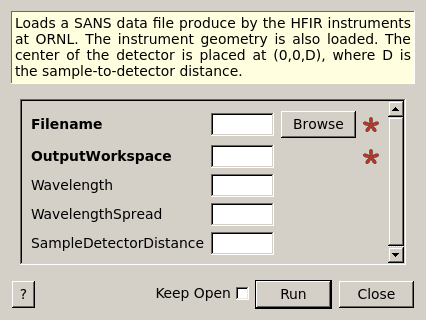 Loads a SANS data file produce by the HFIR instruments
at ORNL. The instrument geometry is also loaded. The
center of the detector is placed at (0,0,D), where D is
the sample-to-detector distance.
Filename Browse *
OutputWorkspace *
Wavelength
WavelengthSpread
SampleDetectorDistance
? Keep Open Run Close